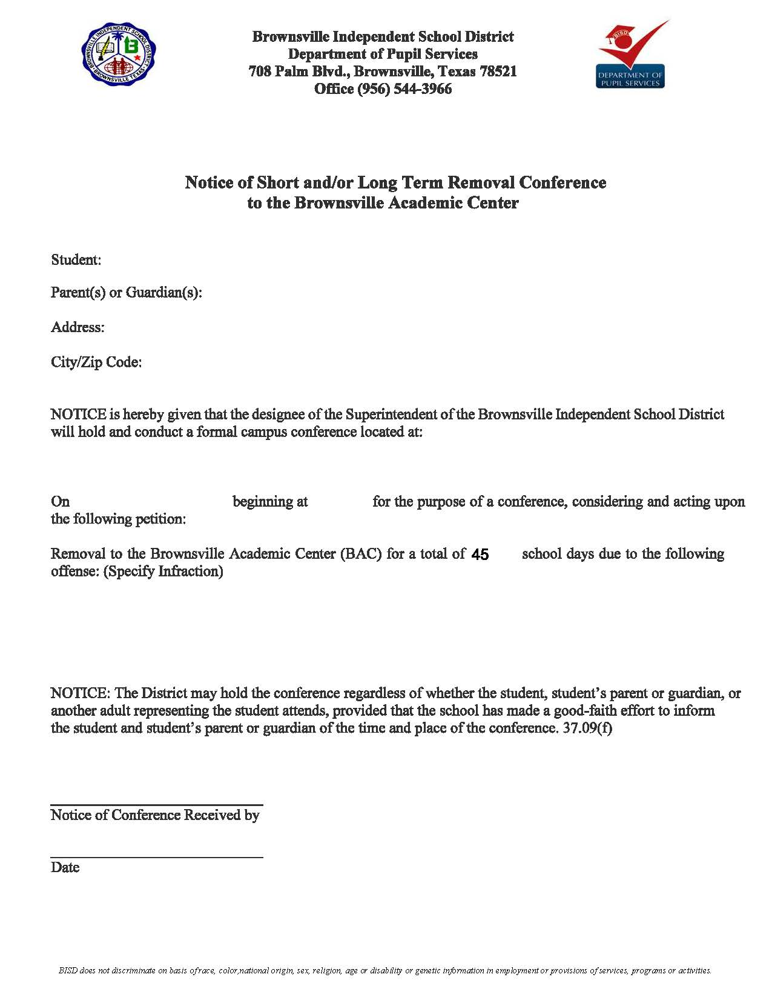 BROWNSVILLE INDEPENDENT SCHOOL DISTRICT
BROWNSVILLE TEXAS
Brownsville Independent School District
Department of Pupil Services
708 Palm Blvd., Brownsville, Texas 78521
Office (956) 544-3966
BISD
DEPARTMENT OF
PUPIL SERVICES
Notice of Short and/or Long Term Removal Conference
to the Brownsville Academic Center
Student:
Parent(s) or Guardian(s):
Address:
City/Zip Code:
NOTICE is hereby given that the designee of the Superintendent of the Brownsville Independent School District
will hold and conduct a formal campus conference located at:
On beginning at for the purpose of a conference, considering and acting upon
the following petition:
Removal to the Brownsville Academic Center (BAC) for a total of 45 school days due to the following
offense: (Specify Infraction)
NOTICE: The District may hold the conference regardless of whether the student, student’s parent or guardian, or
another adult representing the student attends, provided that the school has made a good-faith effort to inform
the student and student’s parent or guardian of the time and place of the conference. 37.09(f)
Notice of Conference Received by
Date
BISD does not discriminate on basis of race, color,national origin, sex, religion, age or disability or genetic information in employment or provisions of services, programs or activities.